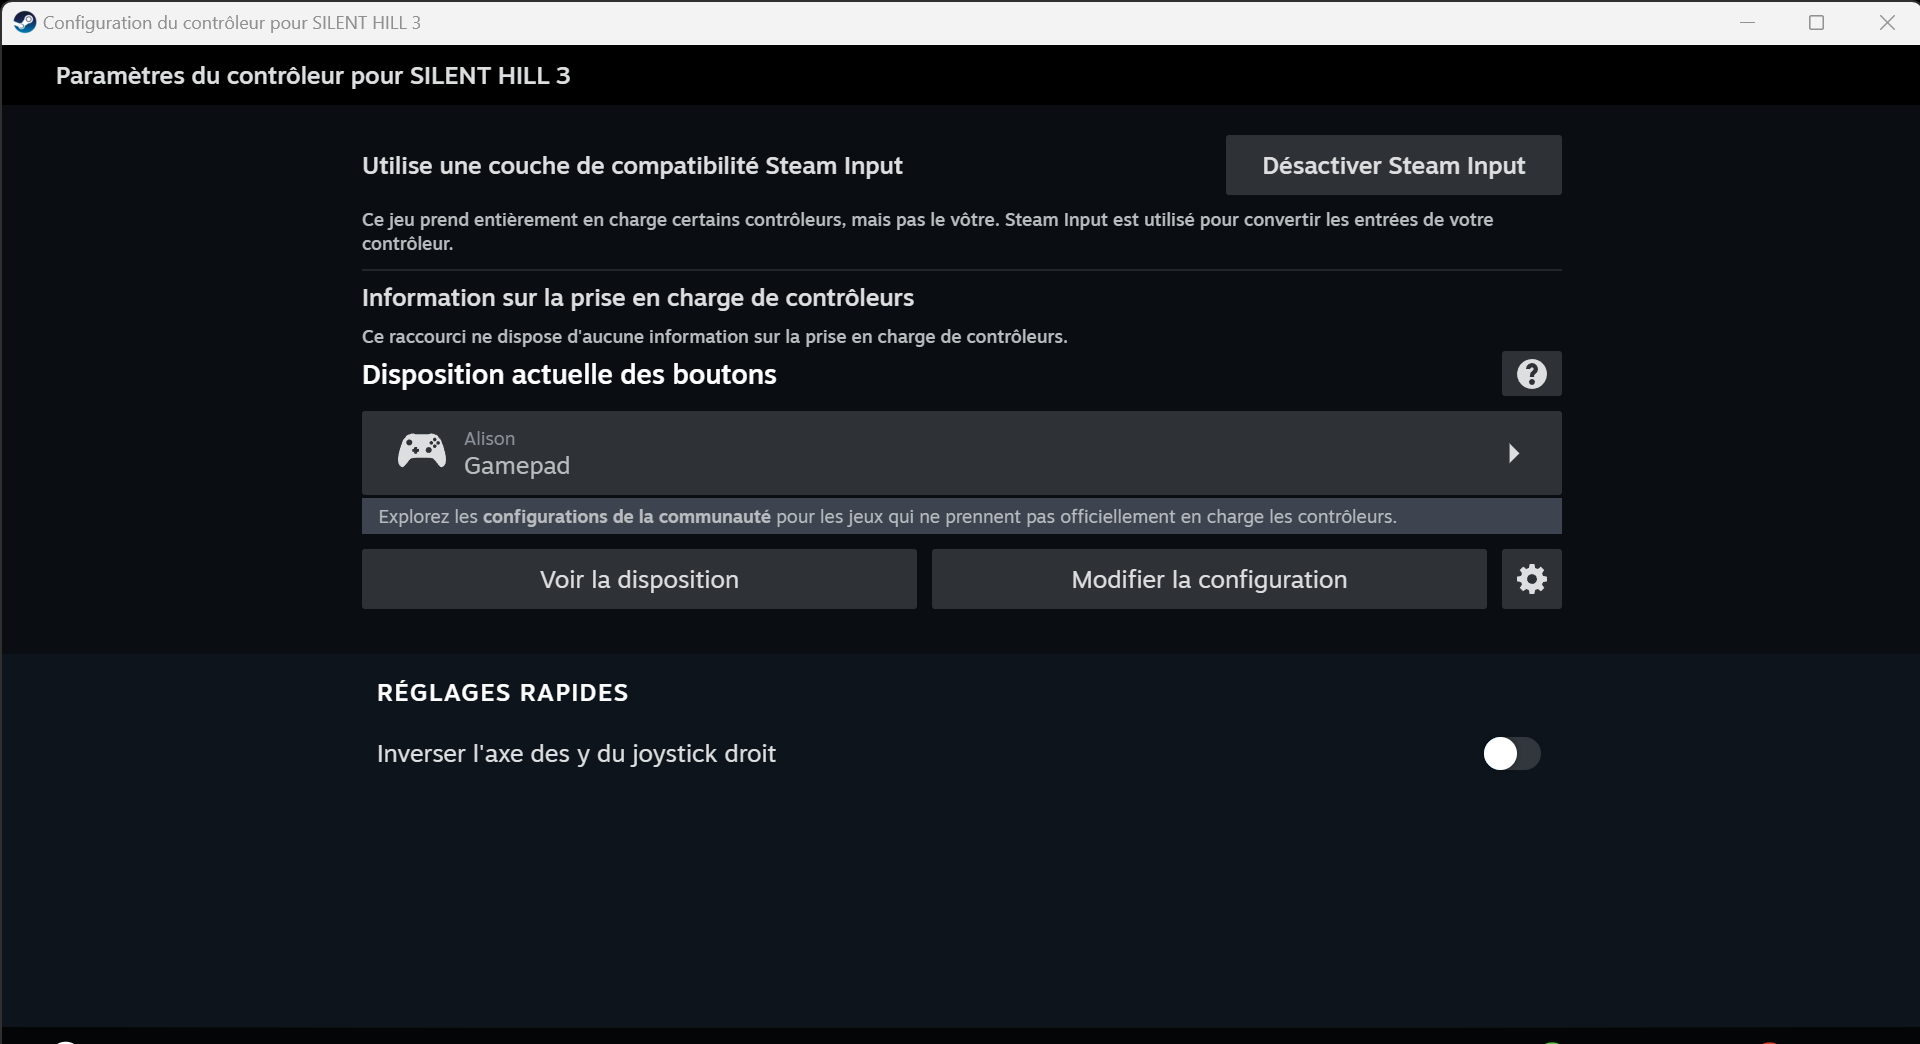 Configuration du contrôleur pour SILENT HILL 3
Paramètres du contrôleur pour SILENT HILL 3
Utilise une couche de compatibilité Steam Input
Désactiver Steam Input
Ce jeu prend entièrement en charge certains contrôleurs, mais pas le vôtre. Steam Input est utilisé pour convertir les entrées de votre
contrôleur.
Information sur la prise en charge de contrôleurs
Ce raccourci ne dispose d'aucune information sur la prise en charge de contrôleurs.
Disposition actuelle des boutons
?
Alison
Gamepad
Explorez les configurations de la communauté pour les jeux qui ne prennent pas officiellement en charge les contrôleurs.
Voir la disposition
Modifier la configuration
RÉGLAGES RAPIDES
Inverser l'axe des y du joystick droit